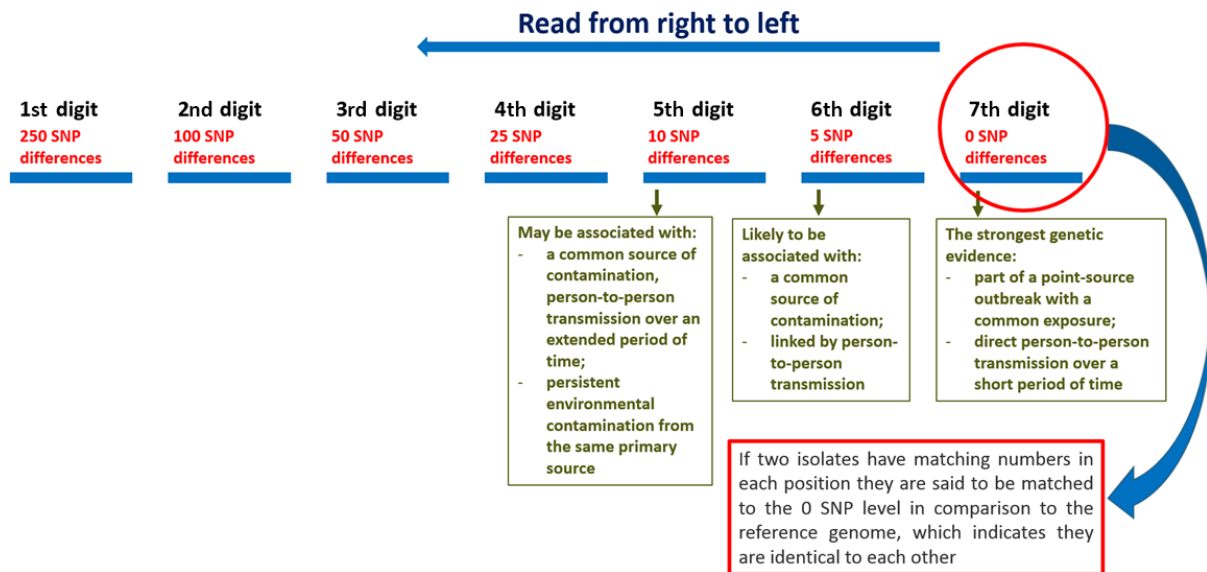 Read from right to left
1st digit
250 SNP
differences
2nd digit
100 SNP
differences
3rd digit
50 SNP
differences
4th digit
25 SNP
differences
5th digit
10 SNP
differences
6th digit
5 SNP
differences
7th digit
0 SNP
differences
May be associated with:
- a common source of
contamination,
person-to-person
transmission over an
extended period of
time;
- persistent
environmental
contamination from
the same primary
source
Likely to be
associated with:
- a common
source of
contamination;
- linked by person-
to-person
transmission
The strongest genetic
evidence:
- part of a point-source
outbreak with a
common exposure;
- direct person-to-person
transmission over a
short period of time
If two isolates have matching numbers in
each position they are said to be matched
to the 0 SNP level in comparison to the
reference genome, which indicates they
are identical to each other